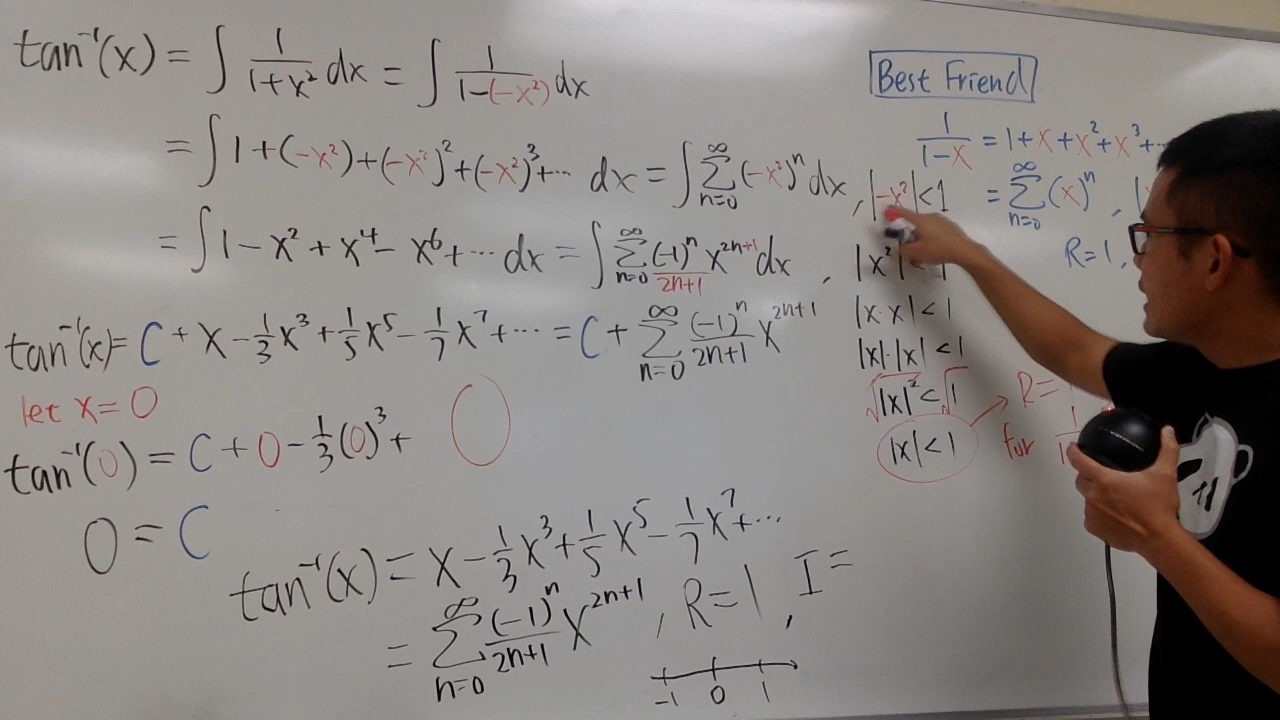 tan⁻¹(x) = ∫ 1/(1+x²) dx = ∫ 1/(1-(-x²)) dx
= ∫ 1+(-x²)+(-x²)²+(-x²)³+... dx = ∫ ∑_{n=0}^{∞} (-x²)ⁿ dx, |-x²|<1
= ∫ 1 - x² + x⁴ - x⁶ + ... dx = ∫ ∑_{n=0}^{∞} (-1)ⁿ/(2n+1) x^{2n+1} dx, |x²|<1
|x·x|<1
|x|·|x|<1
√|x|² < √1
|x|<1
tan⁻¹(x) = C + x - 1/3 x³ + 1/5 x⁵ - 1/7 x⁷ + ... = C + ∑_{n=0}^{∞} (-1)ⁿ/(2n+1) x^{2n+1}
let x = 0
tan⁻¹(0) = C + 0 - 1/3 (0)³ + 0
0 = C
tan⁻¹(x) = x - 1/3 x³ + 1/5 x⁵ - 1/7 x⁷ + ...
= ∑_{n=0}^{∞} (-1)ⁿ/(2n+1) x^{2n+1}, R=1, I=
-1 0 1
Best Friend
1/(1-x) = 1+x+x²+x³+...
= ∑_{n=0}^{∞} (x)ⁿ,
R=1,
R=
for